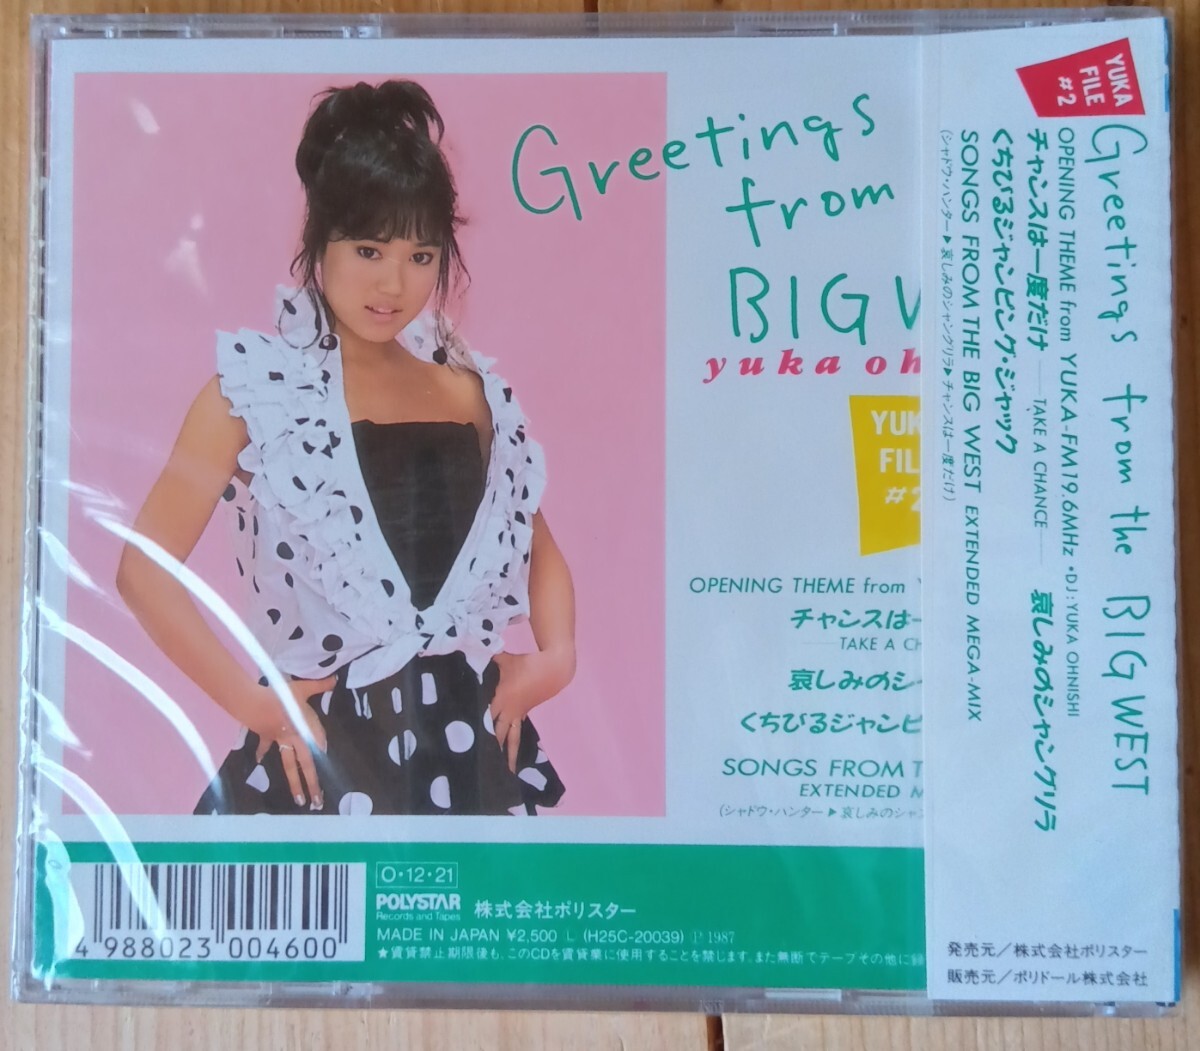 Greetings
from
BIG W
yuka oh
YUK
FIL
#2
OPENING THEME from Y
チャンスは一
TAKE A CH
哀しみのシャ
くちびるジャンピ
SONGS FROM T
EXTENDED M
(シャドウ・ハンター▶哀しみのシャン
4 988023 004600
O・12・21
POLYSTAR
Records and Tapes
株式会社ポリスター
MADE IN JAPAN ¥2,500 Ⓛ (H25C-20039) Ⓟ 1987
★賃貸禁止期限後も、このCDを賃貸業に使用することを禁じます。また無断でテープその他に録
YUKA
FILE
#2
Greetings from the BIG WEST
OPENING THEME from YUKA-FM19.6MHz •DJ:YUKA OHNISHI
チャンスは一度だけ ——TAKE A CHANCE—— 哀しみのシャングリラ
くちびるジャンピング・ジャック
SONGS FROM THE BIG WEST EXTENDED MEGA-MIX
(シャドウ・ハンター▶哀しみのシャングリラ▶チャンスは一度だけ)
発売元/株式会社ポリスター
販売元/ポリドール株式会社